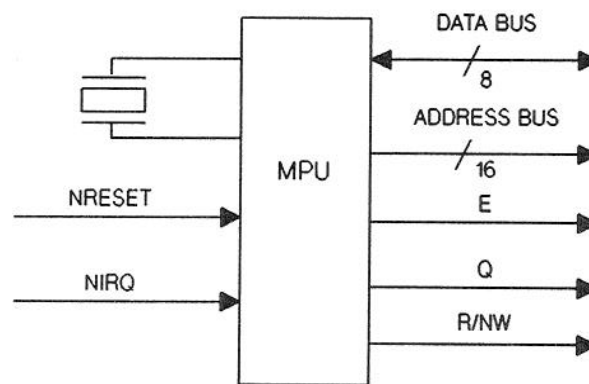 DATA BUS
8
ADDRESS BUS
16
MPU
NRESET
E
NIRQ
Q
R/NW